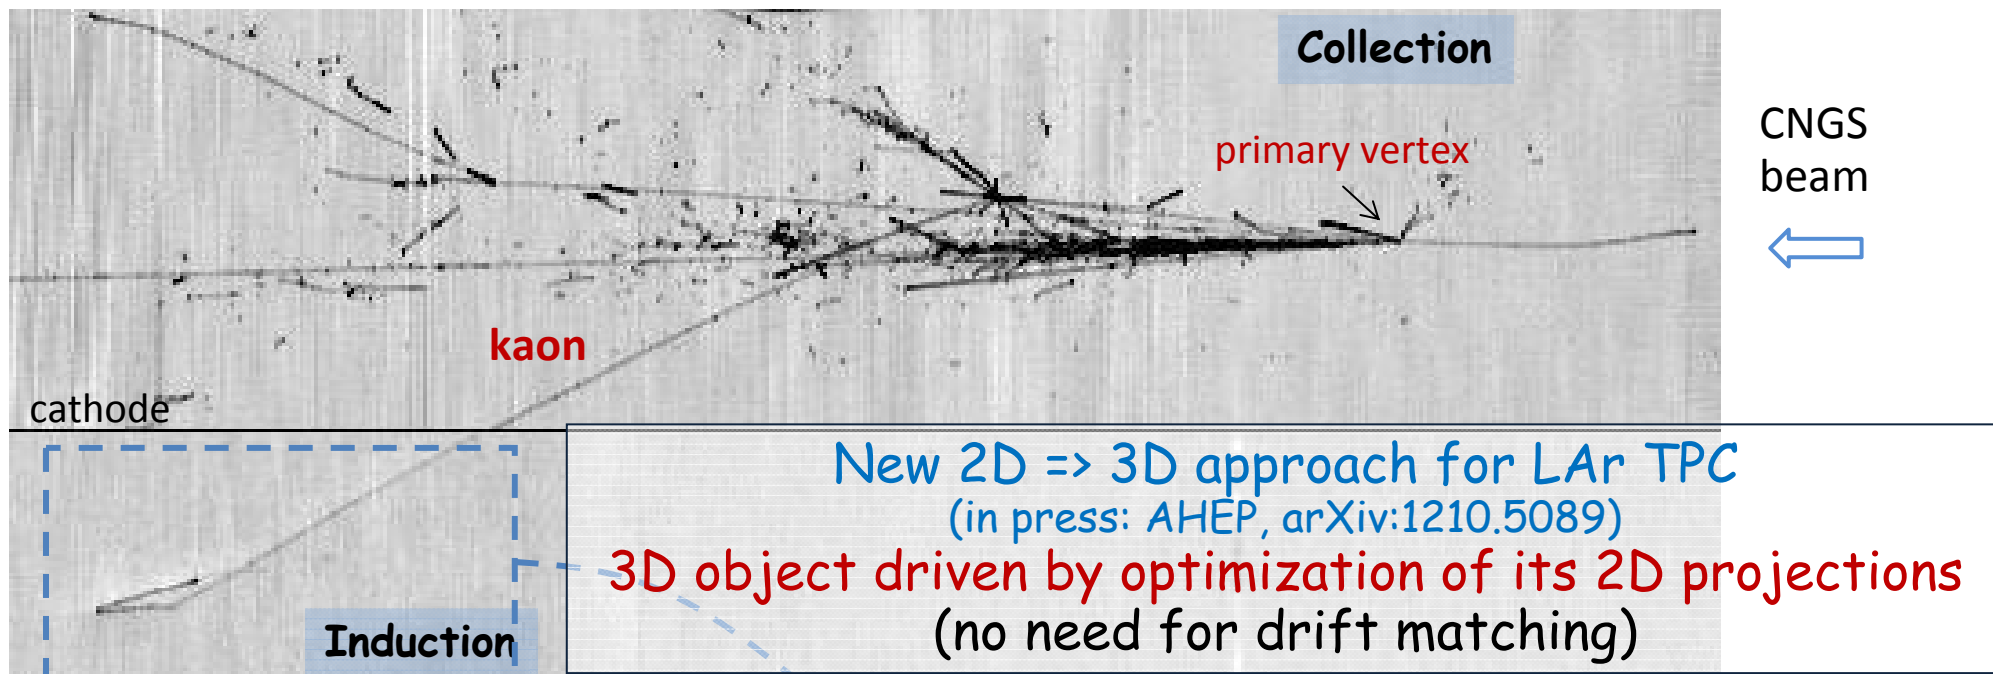 Collection
CNGS
beam
primary vertex
kaon
cathode
New 2D => 3D approach for LAr TPC
(in press: AHEP, arXiv:1210.5089)
3D object driven by optimization of its 2D projections
(no need for drift matching)
Induction